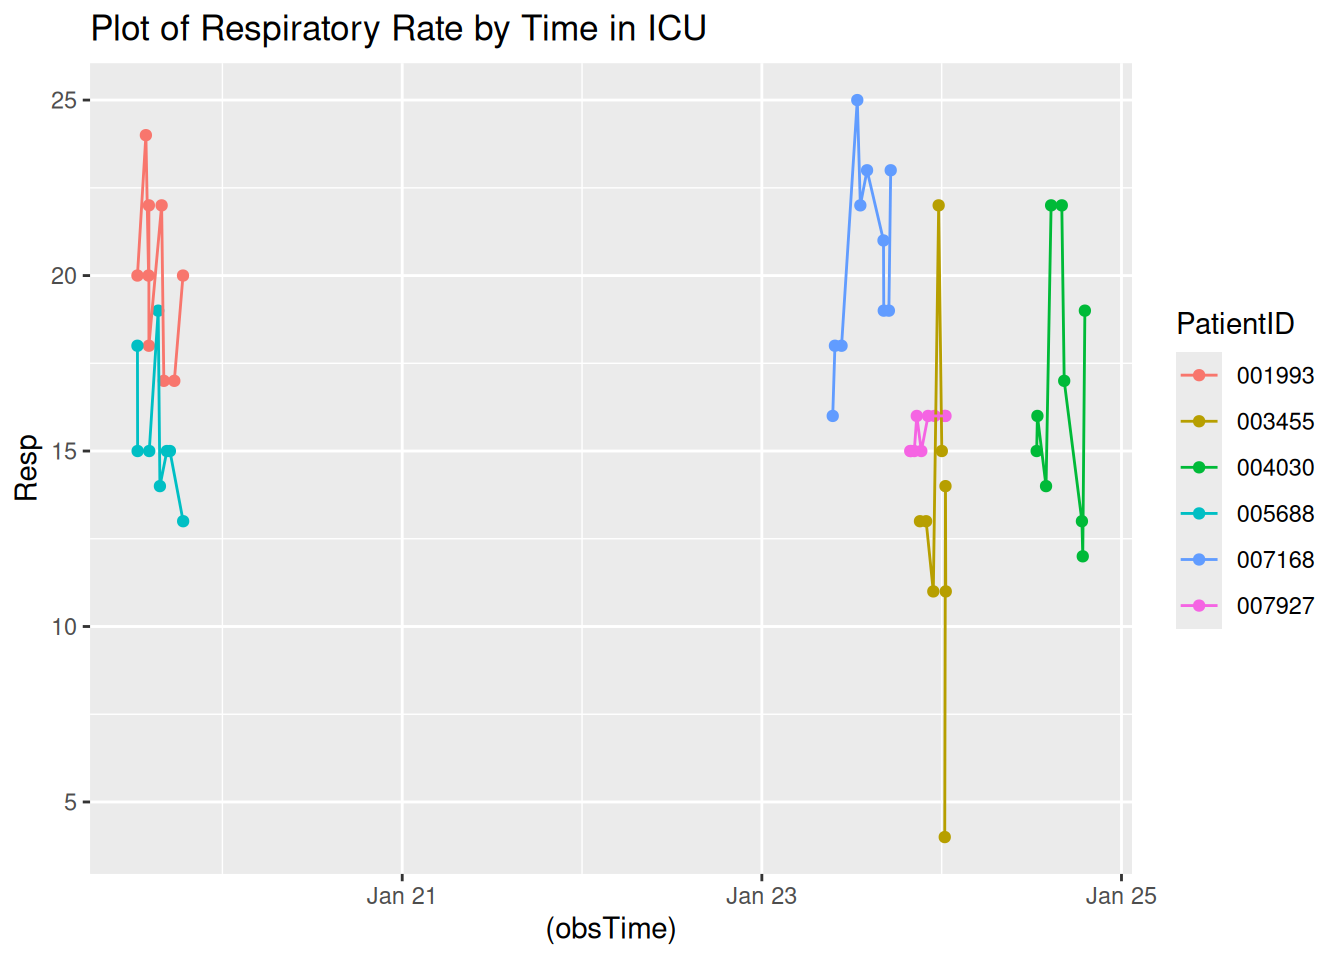 Plot of Respiratory Rate by Time in ICU
25
20
15
10
5
Resp
Jan 21
Jan 23
Jan 25
(obsTime)
PatientID
001993
003455
004030
005688
007168
007927